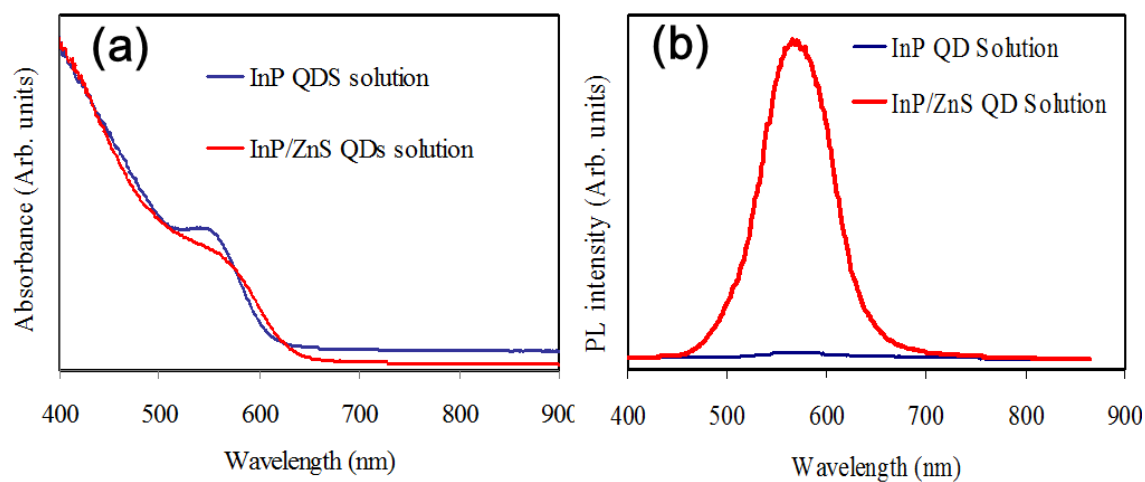 (a)
InP QDS solution
InP/ZnS QDs solution
Absorbance (Arb. units)
400 500 600 700 800 900
Wavelength (nm)
(b)
InP QD Solution
InP/ZnS QD Solution
PL intensity (Arb. units)
400 500 600 700 800 900
Wavelength (nm)